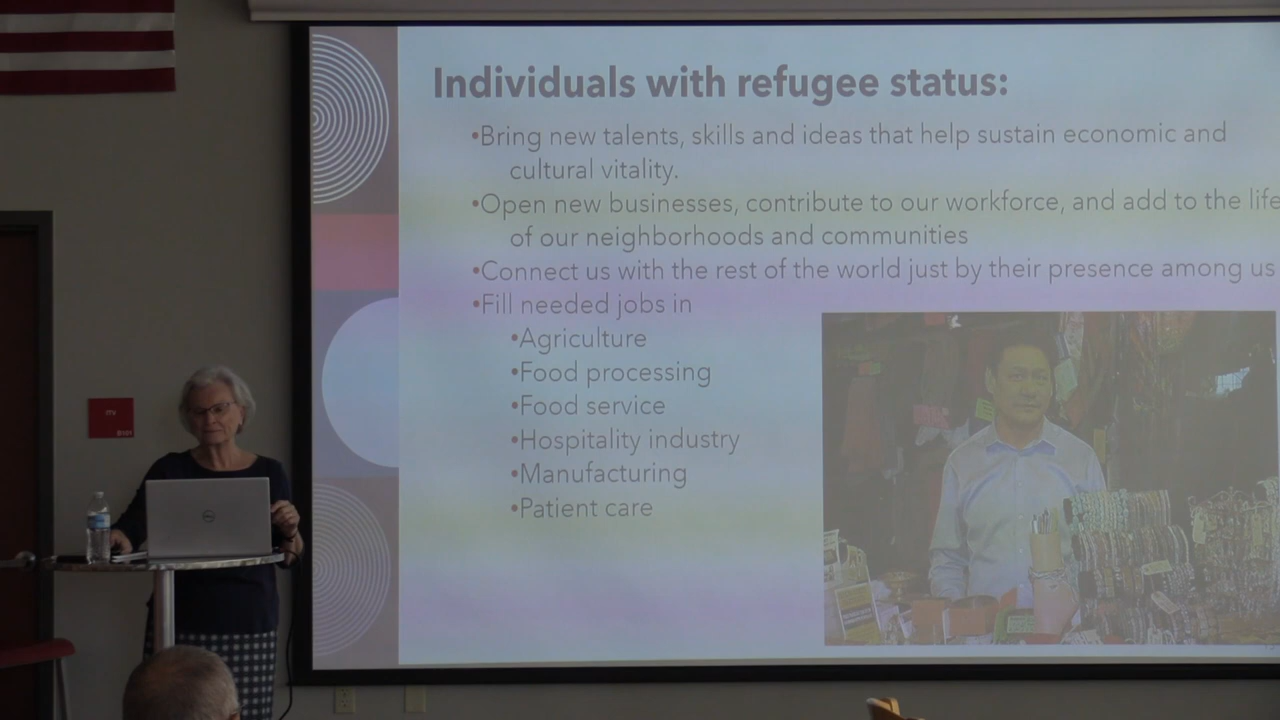 Individuals with refugee status:
•Bring new talents, skills and ideas that help sustain economic and
cultural vitality.
•Open new businesses, contribute to our workforce, and add to the life
of our neighborhoods and communities
•Connect us with the rest of the world just by their presence among us
•Fill needed jobs in
•Agriculture
•Food processing
•Food service
•Hospitality industry
•Manufacturing
•Patient care
ITV
B101
DELL